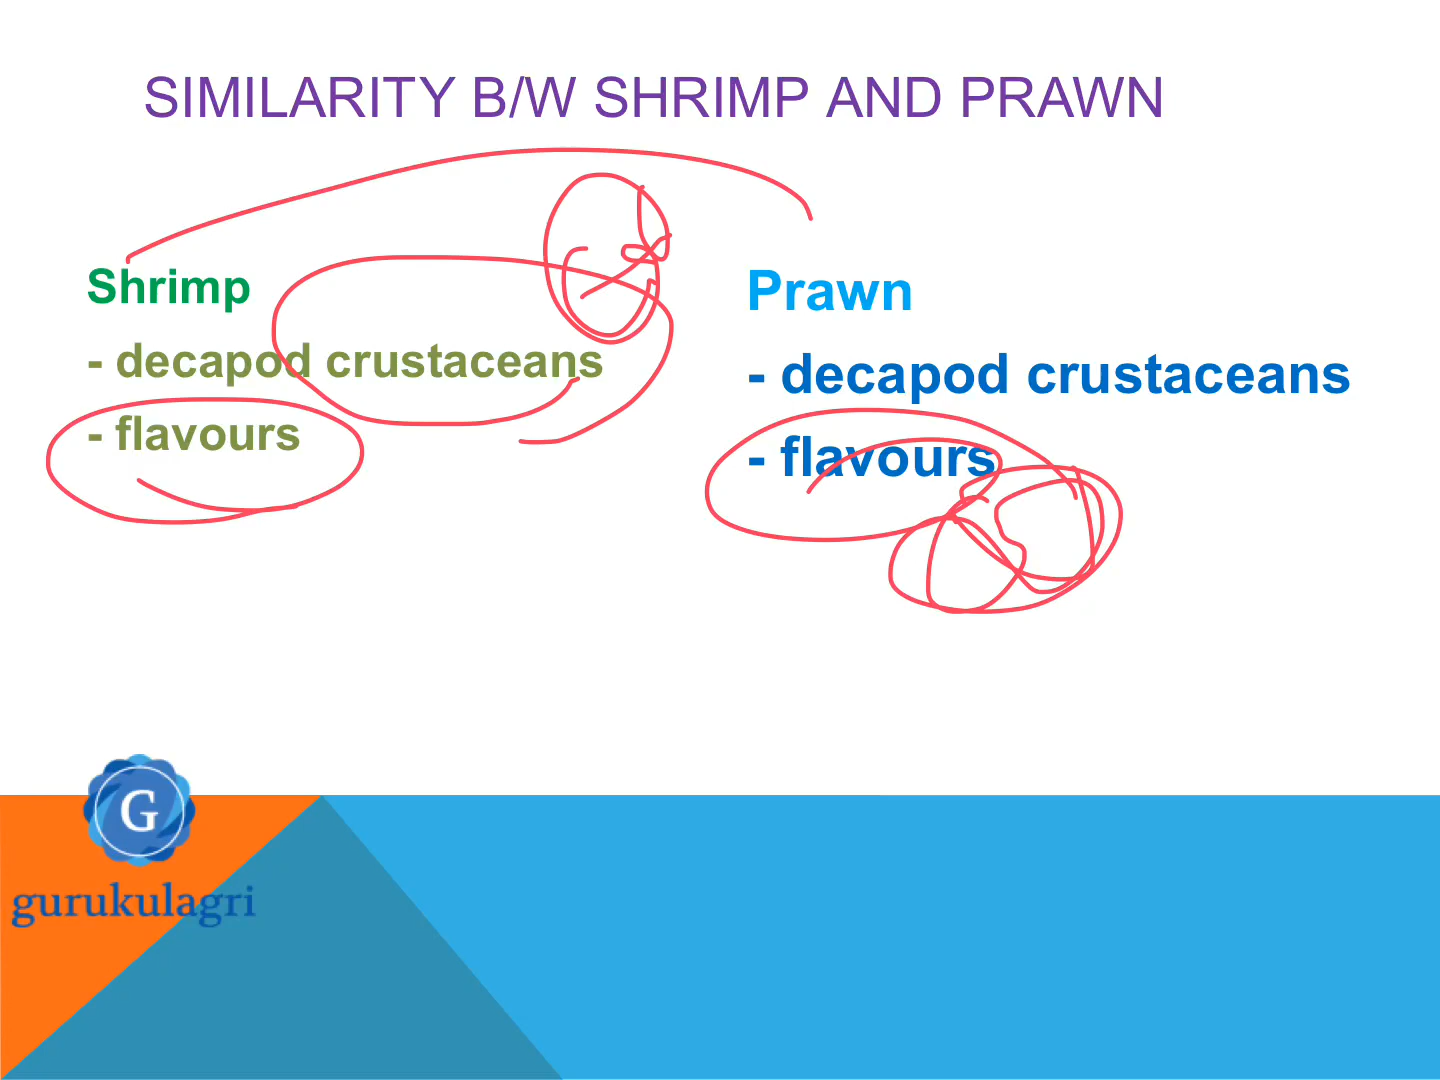 SIMILARITY B/W SHRIMP AND PRAWN
Shrimp
- decapod crustaceans
- flavours
Prawn
- decapod crustaceans
- flavours
G
gurukulagri